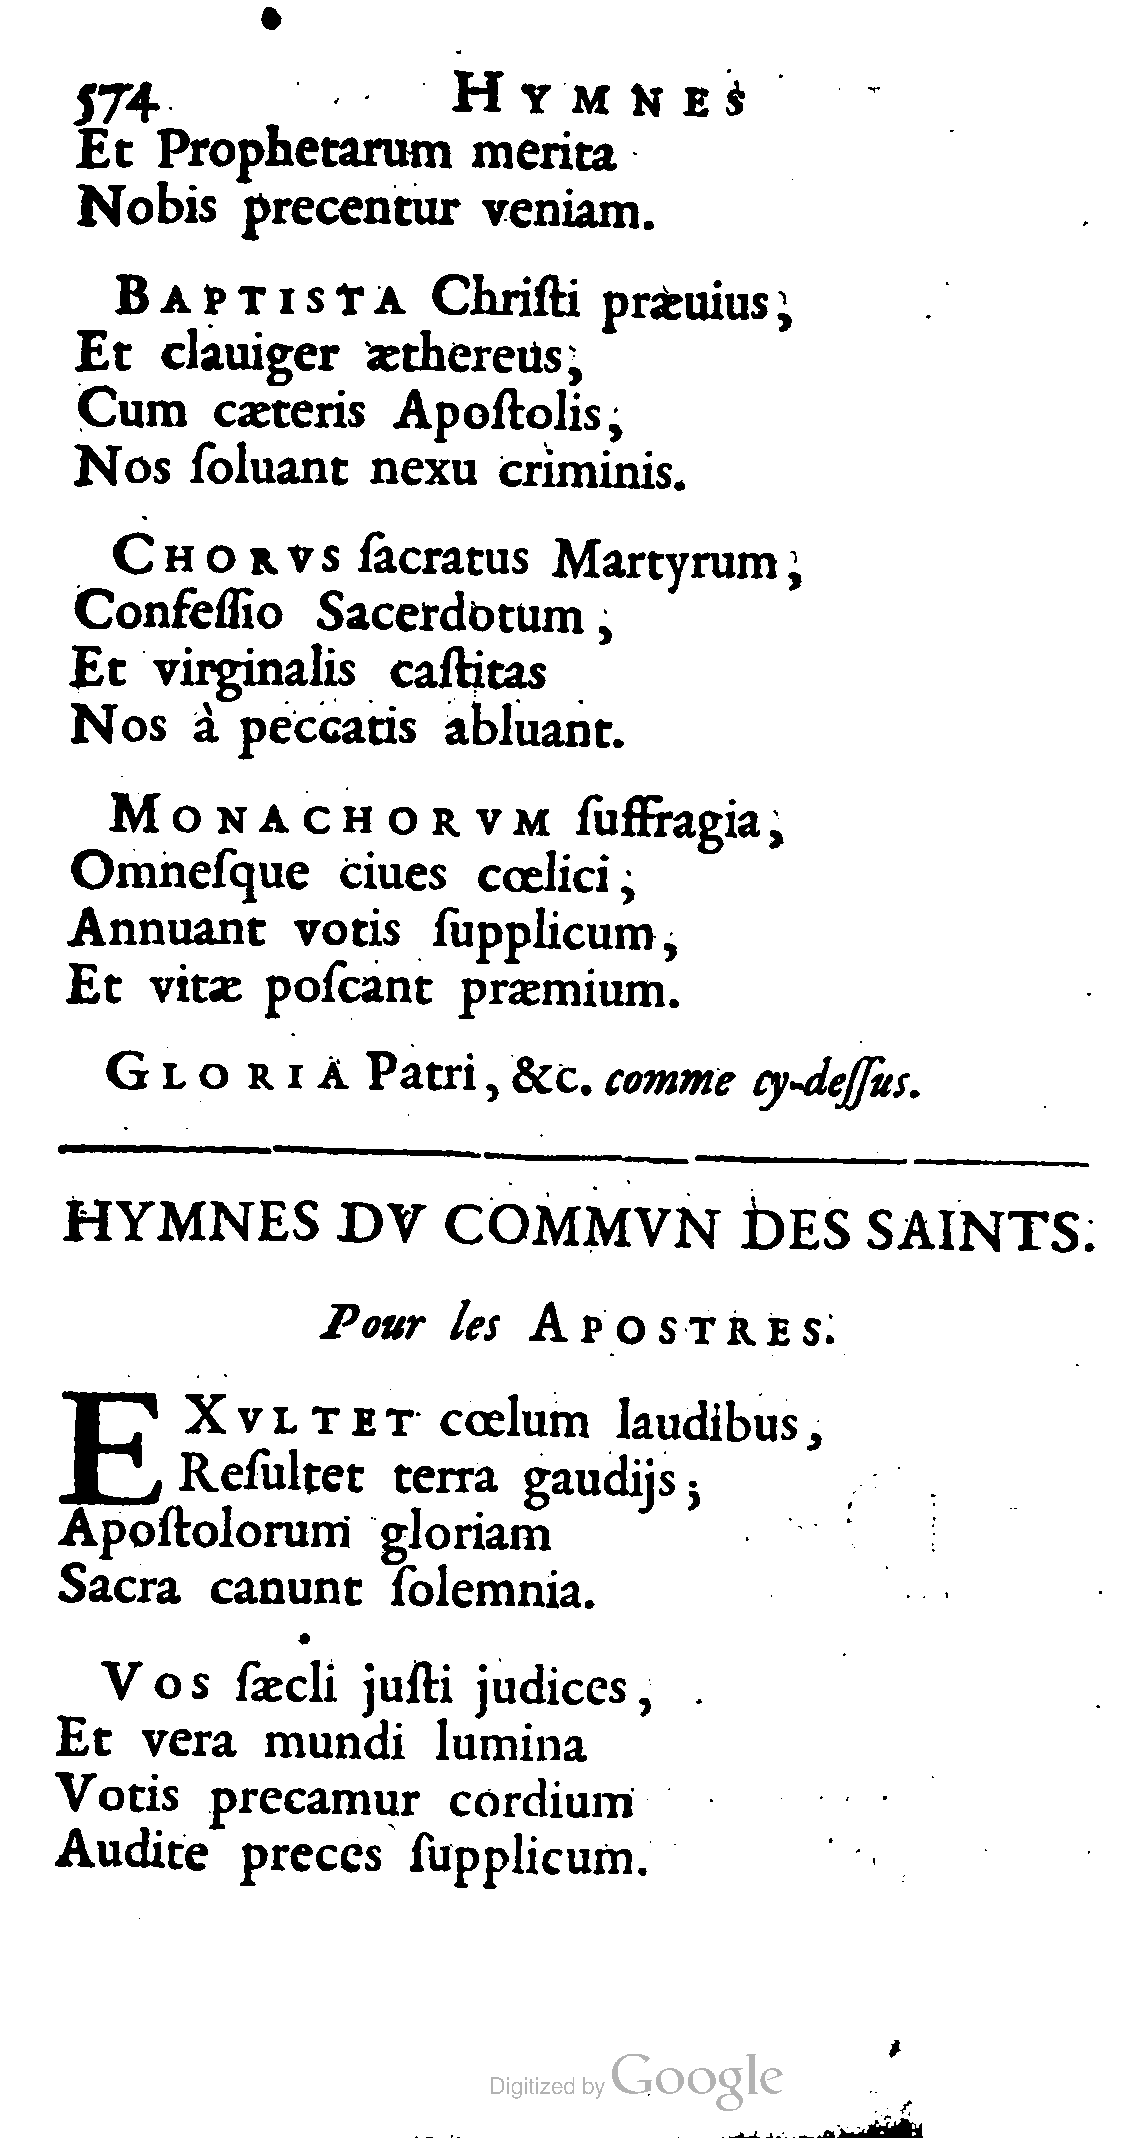 574 HYMNES
Et Prophetarum merita
Nobis precentur veniam.
BAPTISTA Chriſti præuius;
Et clauiger æthereus;
Cum cæteris Apoſtolis;
Nos ſoluant nexu criminis.
CHORVS ſacratus Martyrum;
Confeſſio Sacerdotum;
Et virginalis caſtitas
Nos à peccatis abluant.
MONACHORVM ſuffragia;
Omneſque ciues cœlici;
Annuant votis ſupplicum,
Et vitæ poſcant præmium.
GLORIA Patri, &c. comme cy-deſſus.
HYMNES DV COMMVN DES SAINTS.
Pour les APOSTRES.
EXVLTET cœlum laudibus,
Reſultet terra gaudijs;
Apoſtolorum gloriam
Sacra canunt ſolemnia.
Vos ſæcli juſti judices,
Et vera mundi lumina
Votis precamur cordium
Audite preces ſupplicum.
Digitized by Google